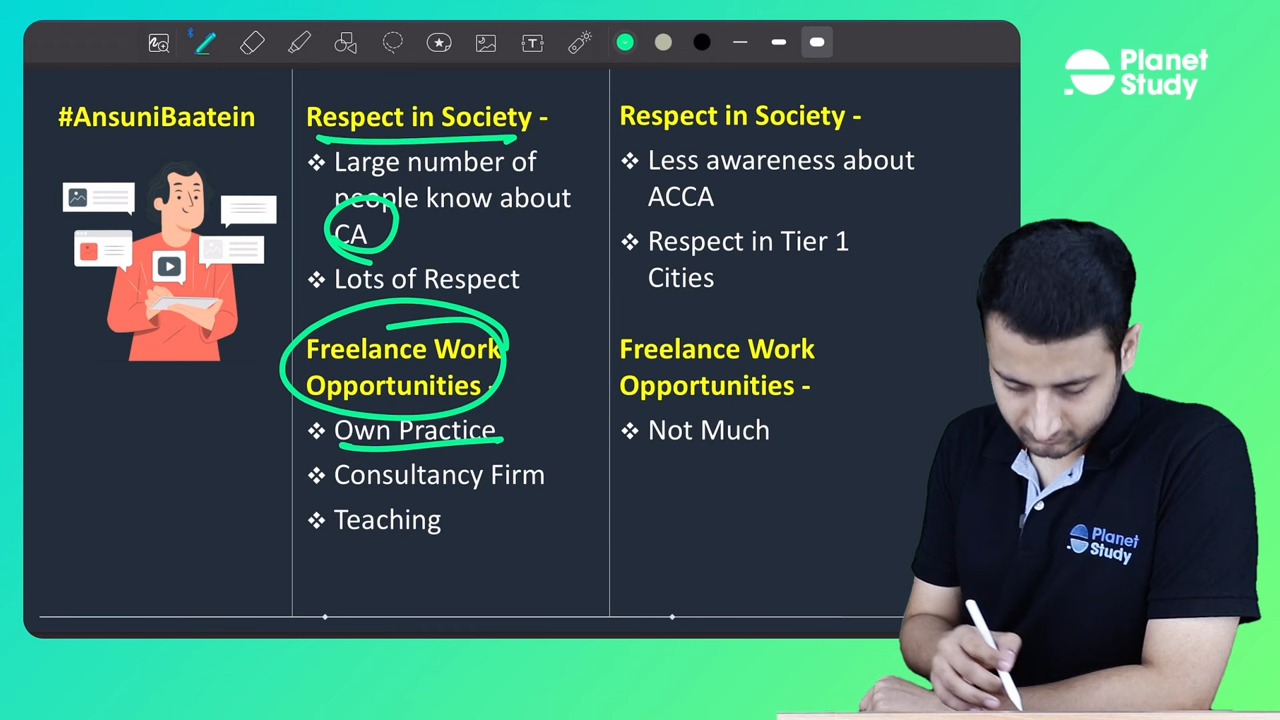 Planet
Study
#AnsuniBaatein
Respect in Society -
❖ Large number of
people know about
CA
❖ Lots of Respect
Freelance Work
Opportunities -
❖ Own Practice
❖ Consultancy Firm
❖ Teaching
Respect in Society -
❖ Less awareness about
ACCA
❖ Respect in Tier 1
Cities
Freelance Work
Opportunities -
❖ Not Much
Planet
Study